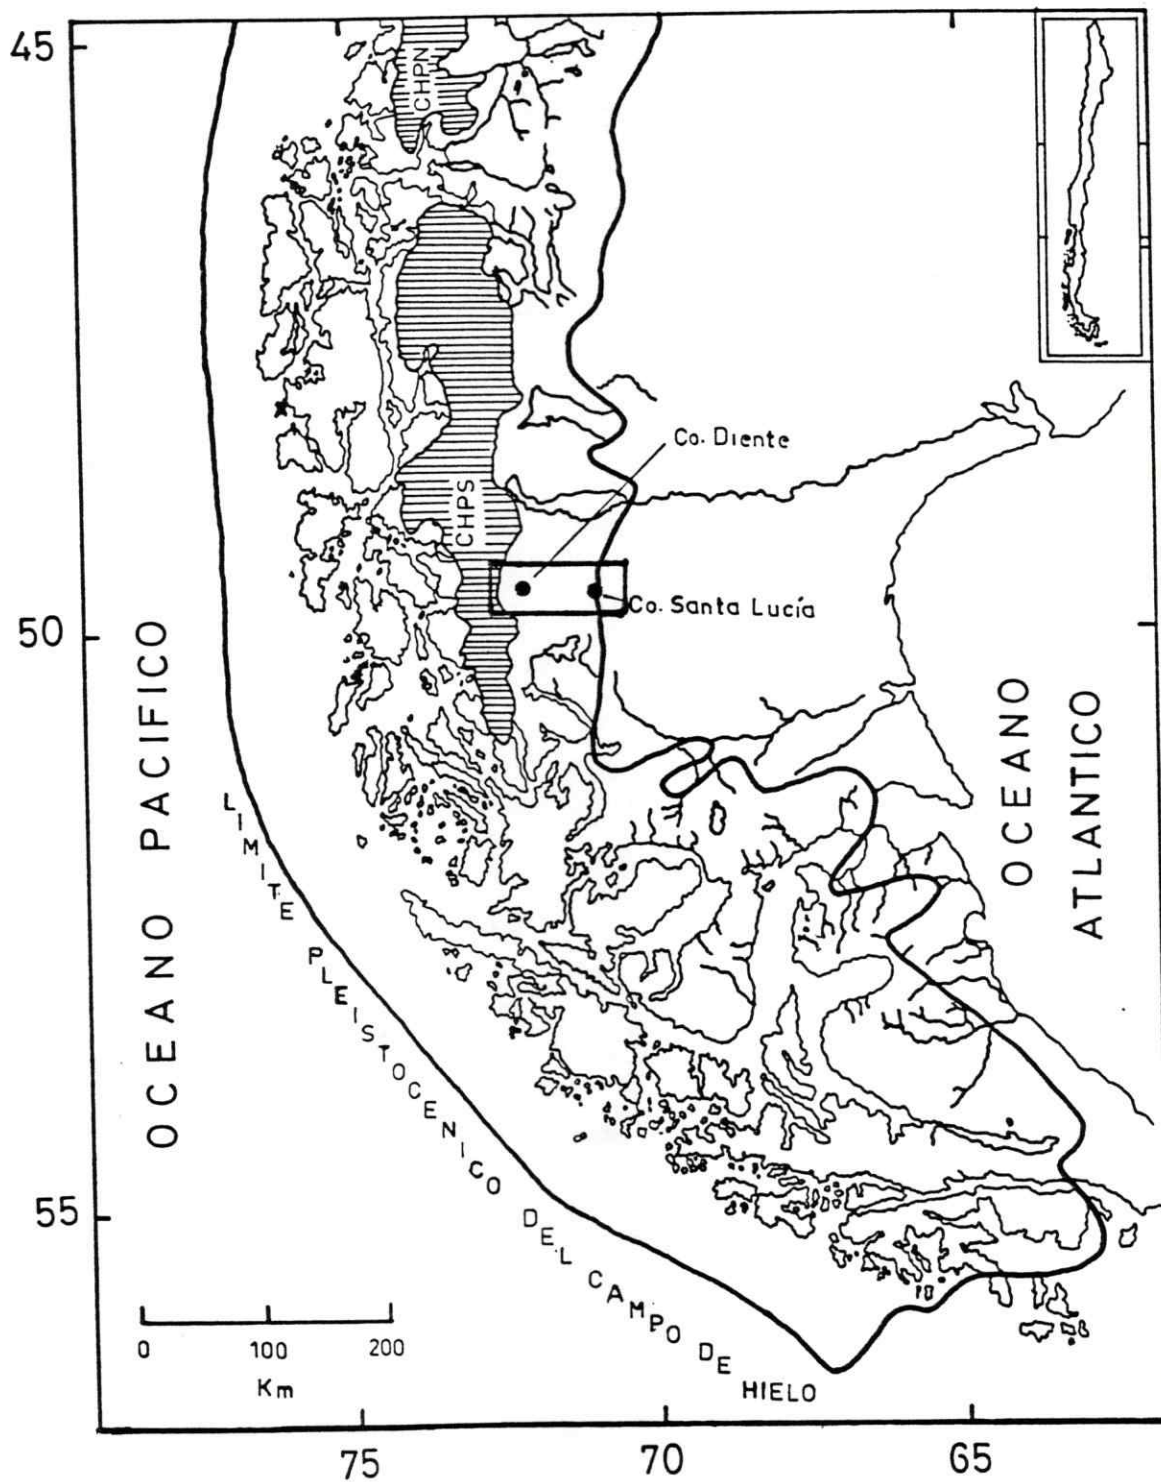 45
CHPN
Co. Diente
CHPS
Co. Santa Lucía
50
OCEANO PACIFICO
OCEANO
ATLANTICO
LIMITE PLEISTOCENICO DEL CAMPO DE HIELO
55
0 100 200
Km
75 70 65